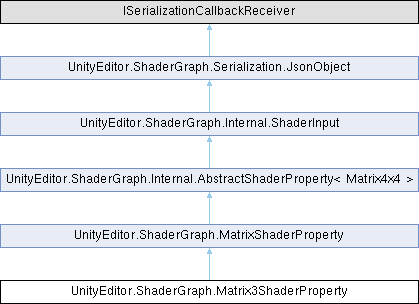 ISerializationCallbackReceiver
UnityEditor.ShaderGraph.Serialization.JsonObject
UnityEditor.ShaderGraph.Internal.ShaderInput
UnityEditor.ShaderGraph.Internal.AbstractShaderProperty< Matrix4x4 >
UnityEditor.ShaderGraph.MatrixShaderProperty
UnityEditor.ShaderGraph.Matrix3ShaderProperty